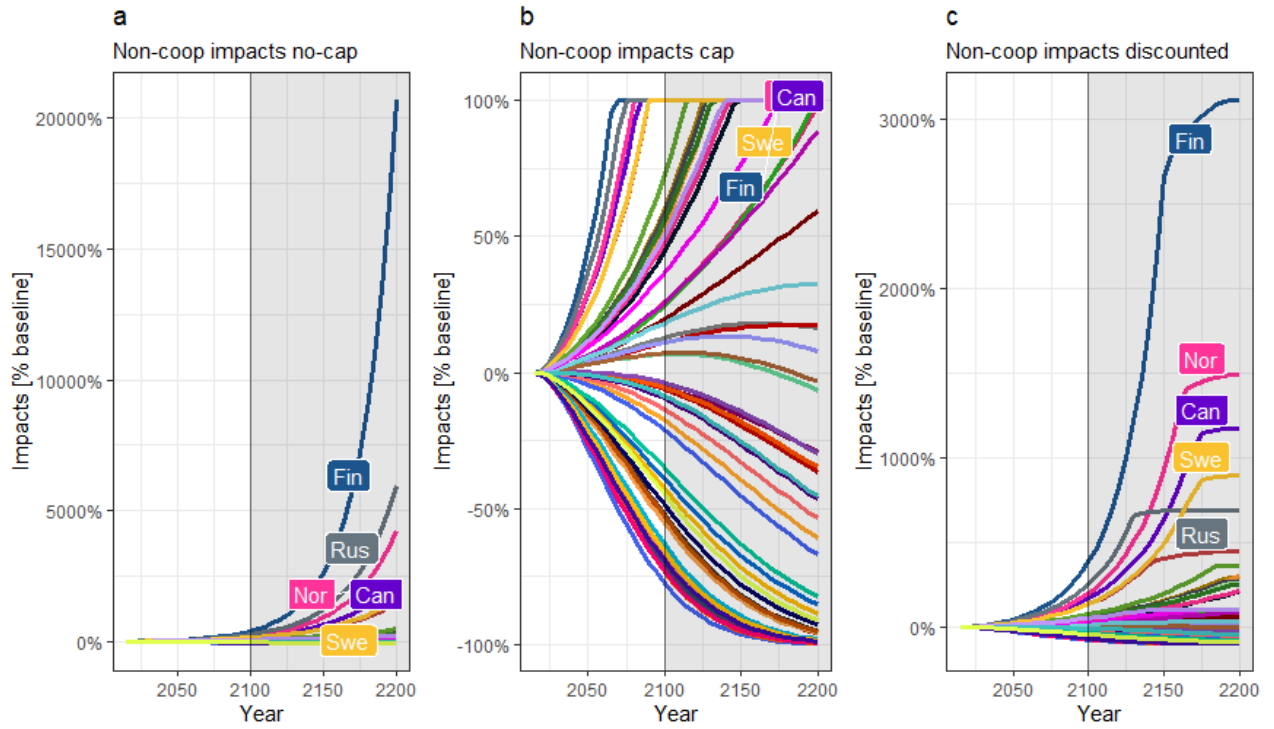 a
Non-coop impacts no-cap
Impacts [% baseline]
20000%
15000%
10000%
5000%
0%
Fin
Rus
Nor
Can
Swe
2050 2100 2150 2200
Year
b
Non-coop impacts cap
Impacts [% baseline]
100%
50%
0%
-50%
-100%
Can
Swe
Fin
2050 2100 2150 2200
Year
c
Non-coop impacts discounted
Impacts [% baseline]
3000%
2000%
1000%
0%
Fin
Nor
Can
Swe
Rus
2050 2100 2150 2200
Year